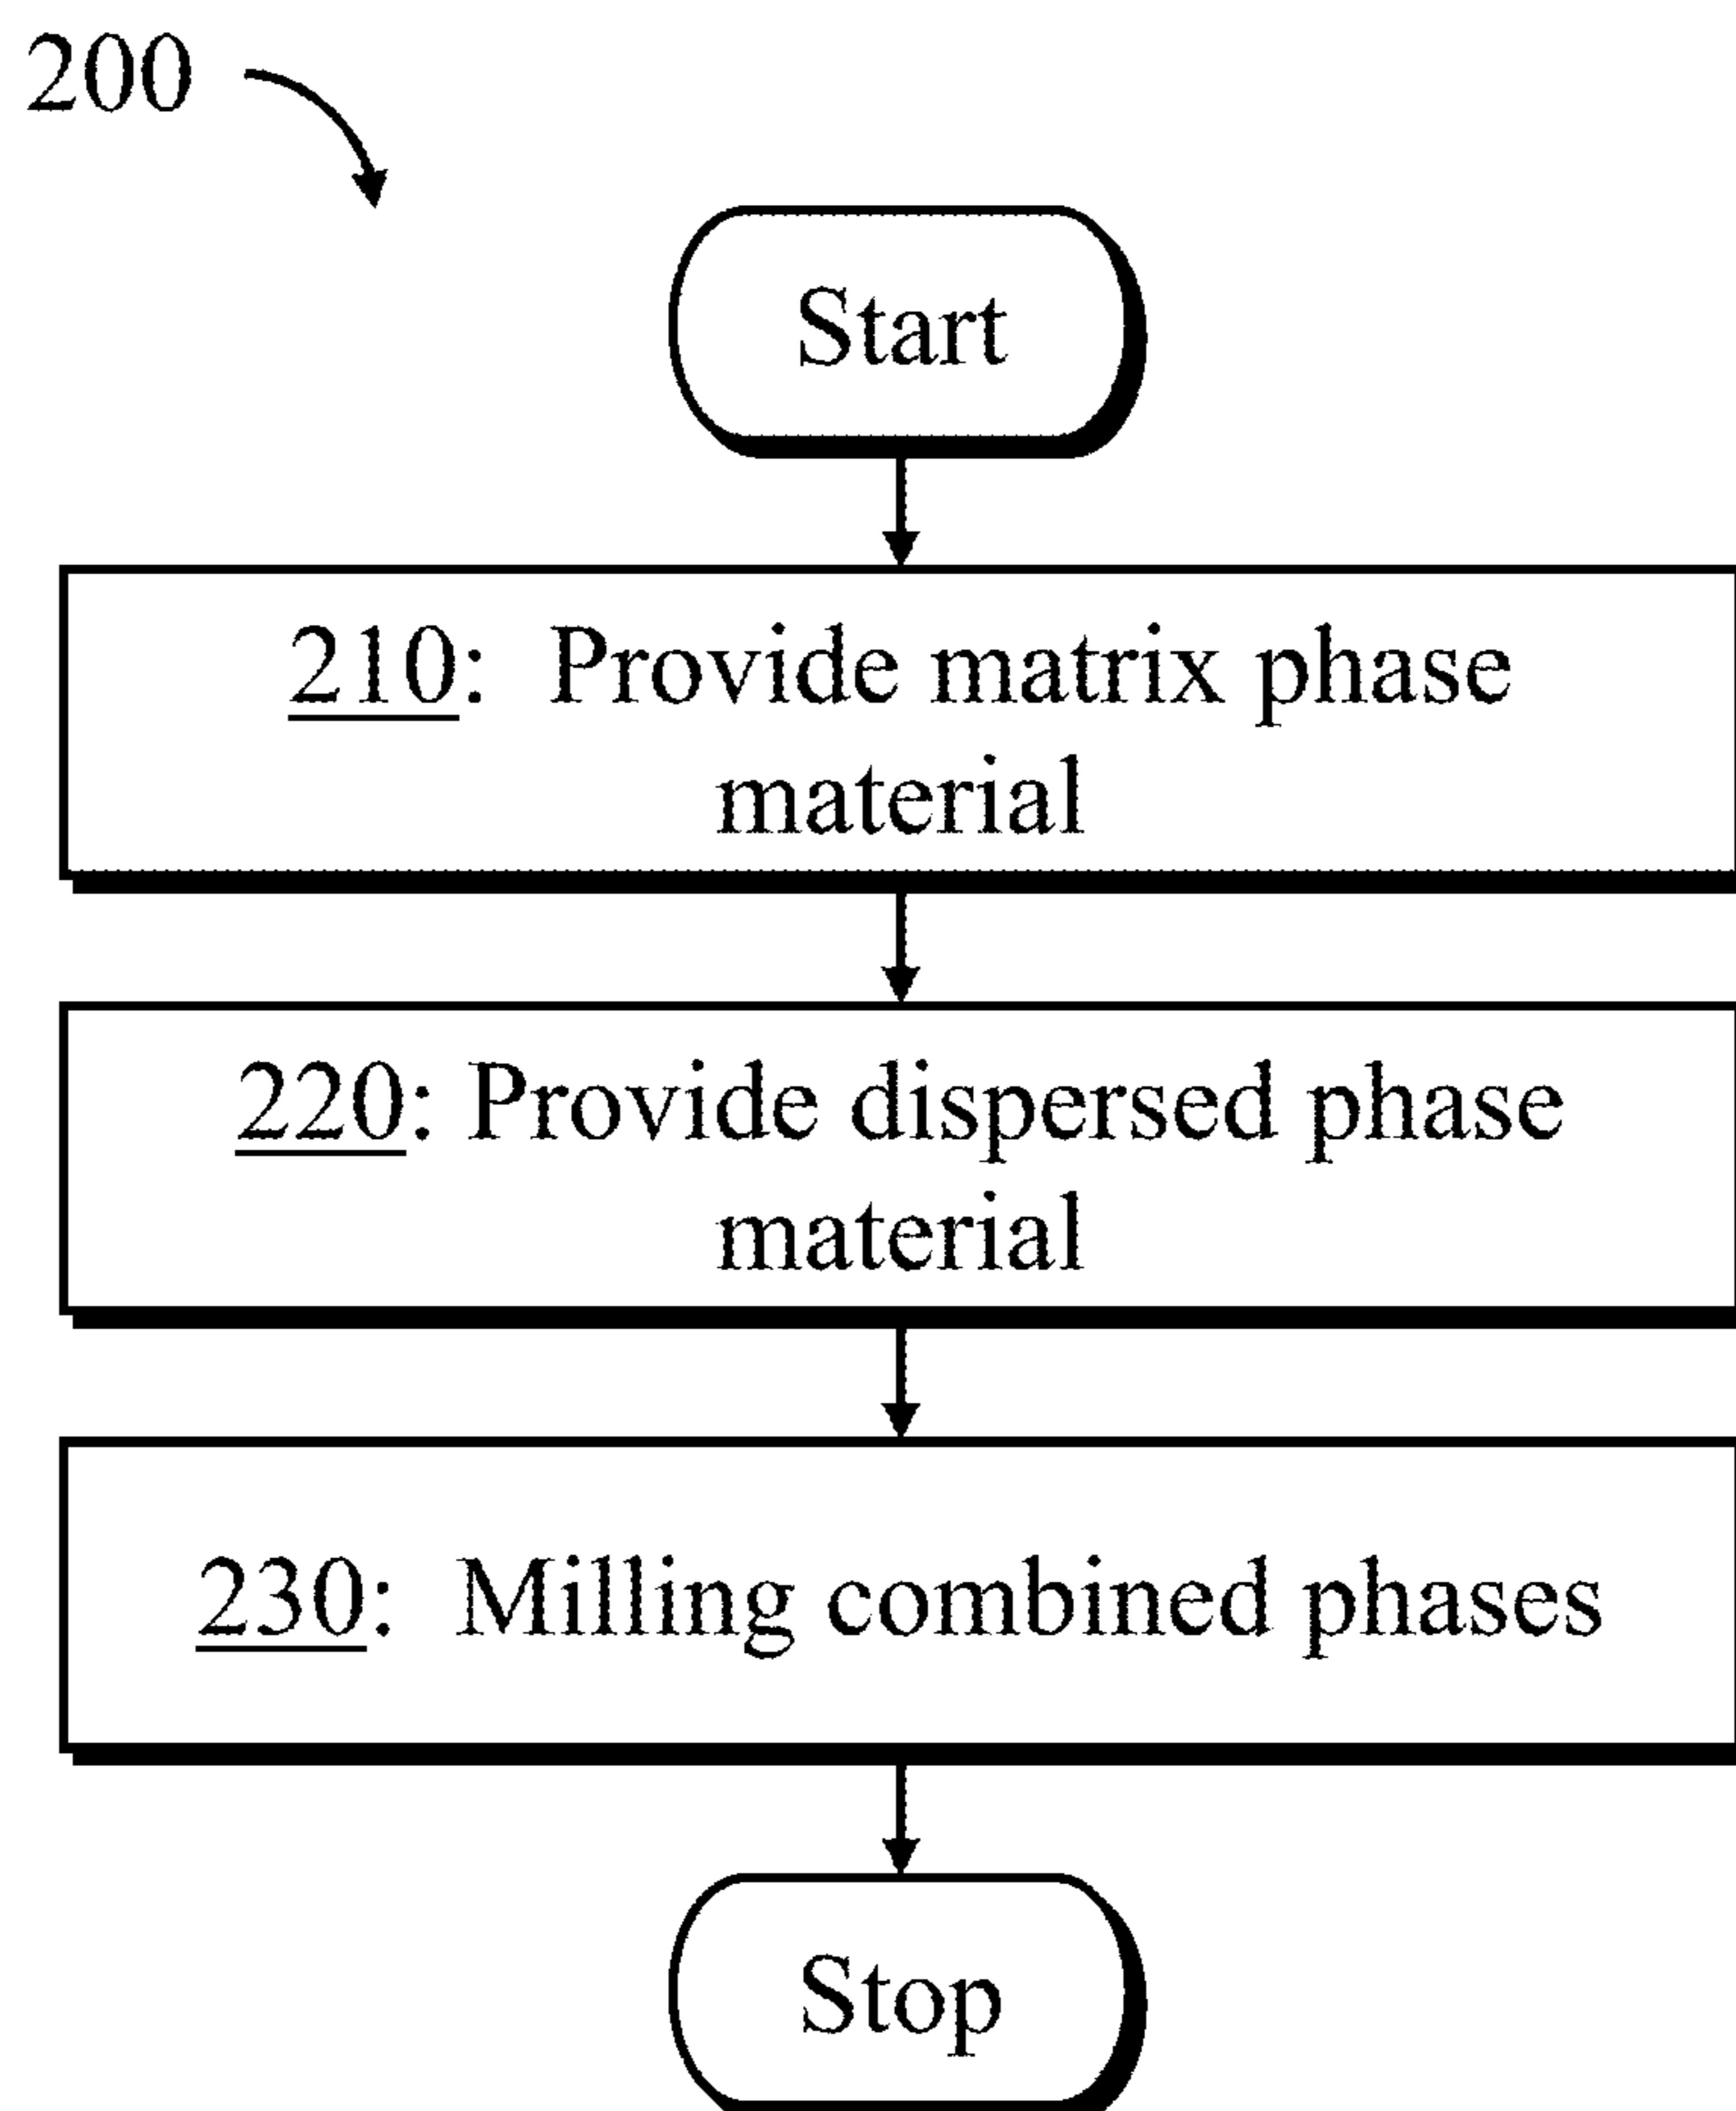 200
Start
210: Provide matrix phase
material
220: Provide dispersed phase
material
230: Milling combined phases
Stop